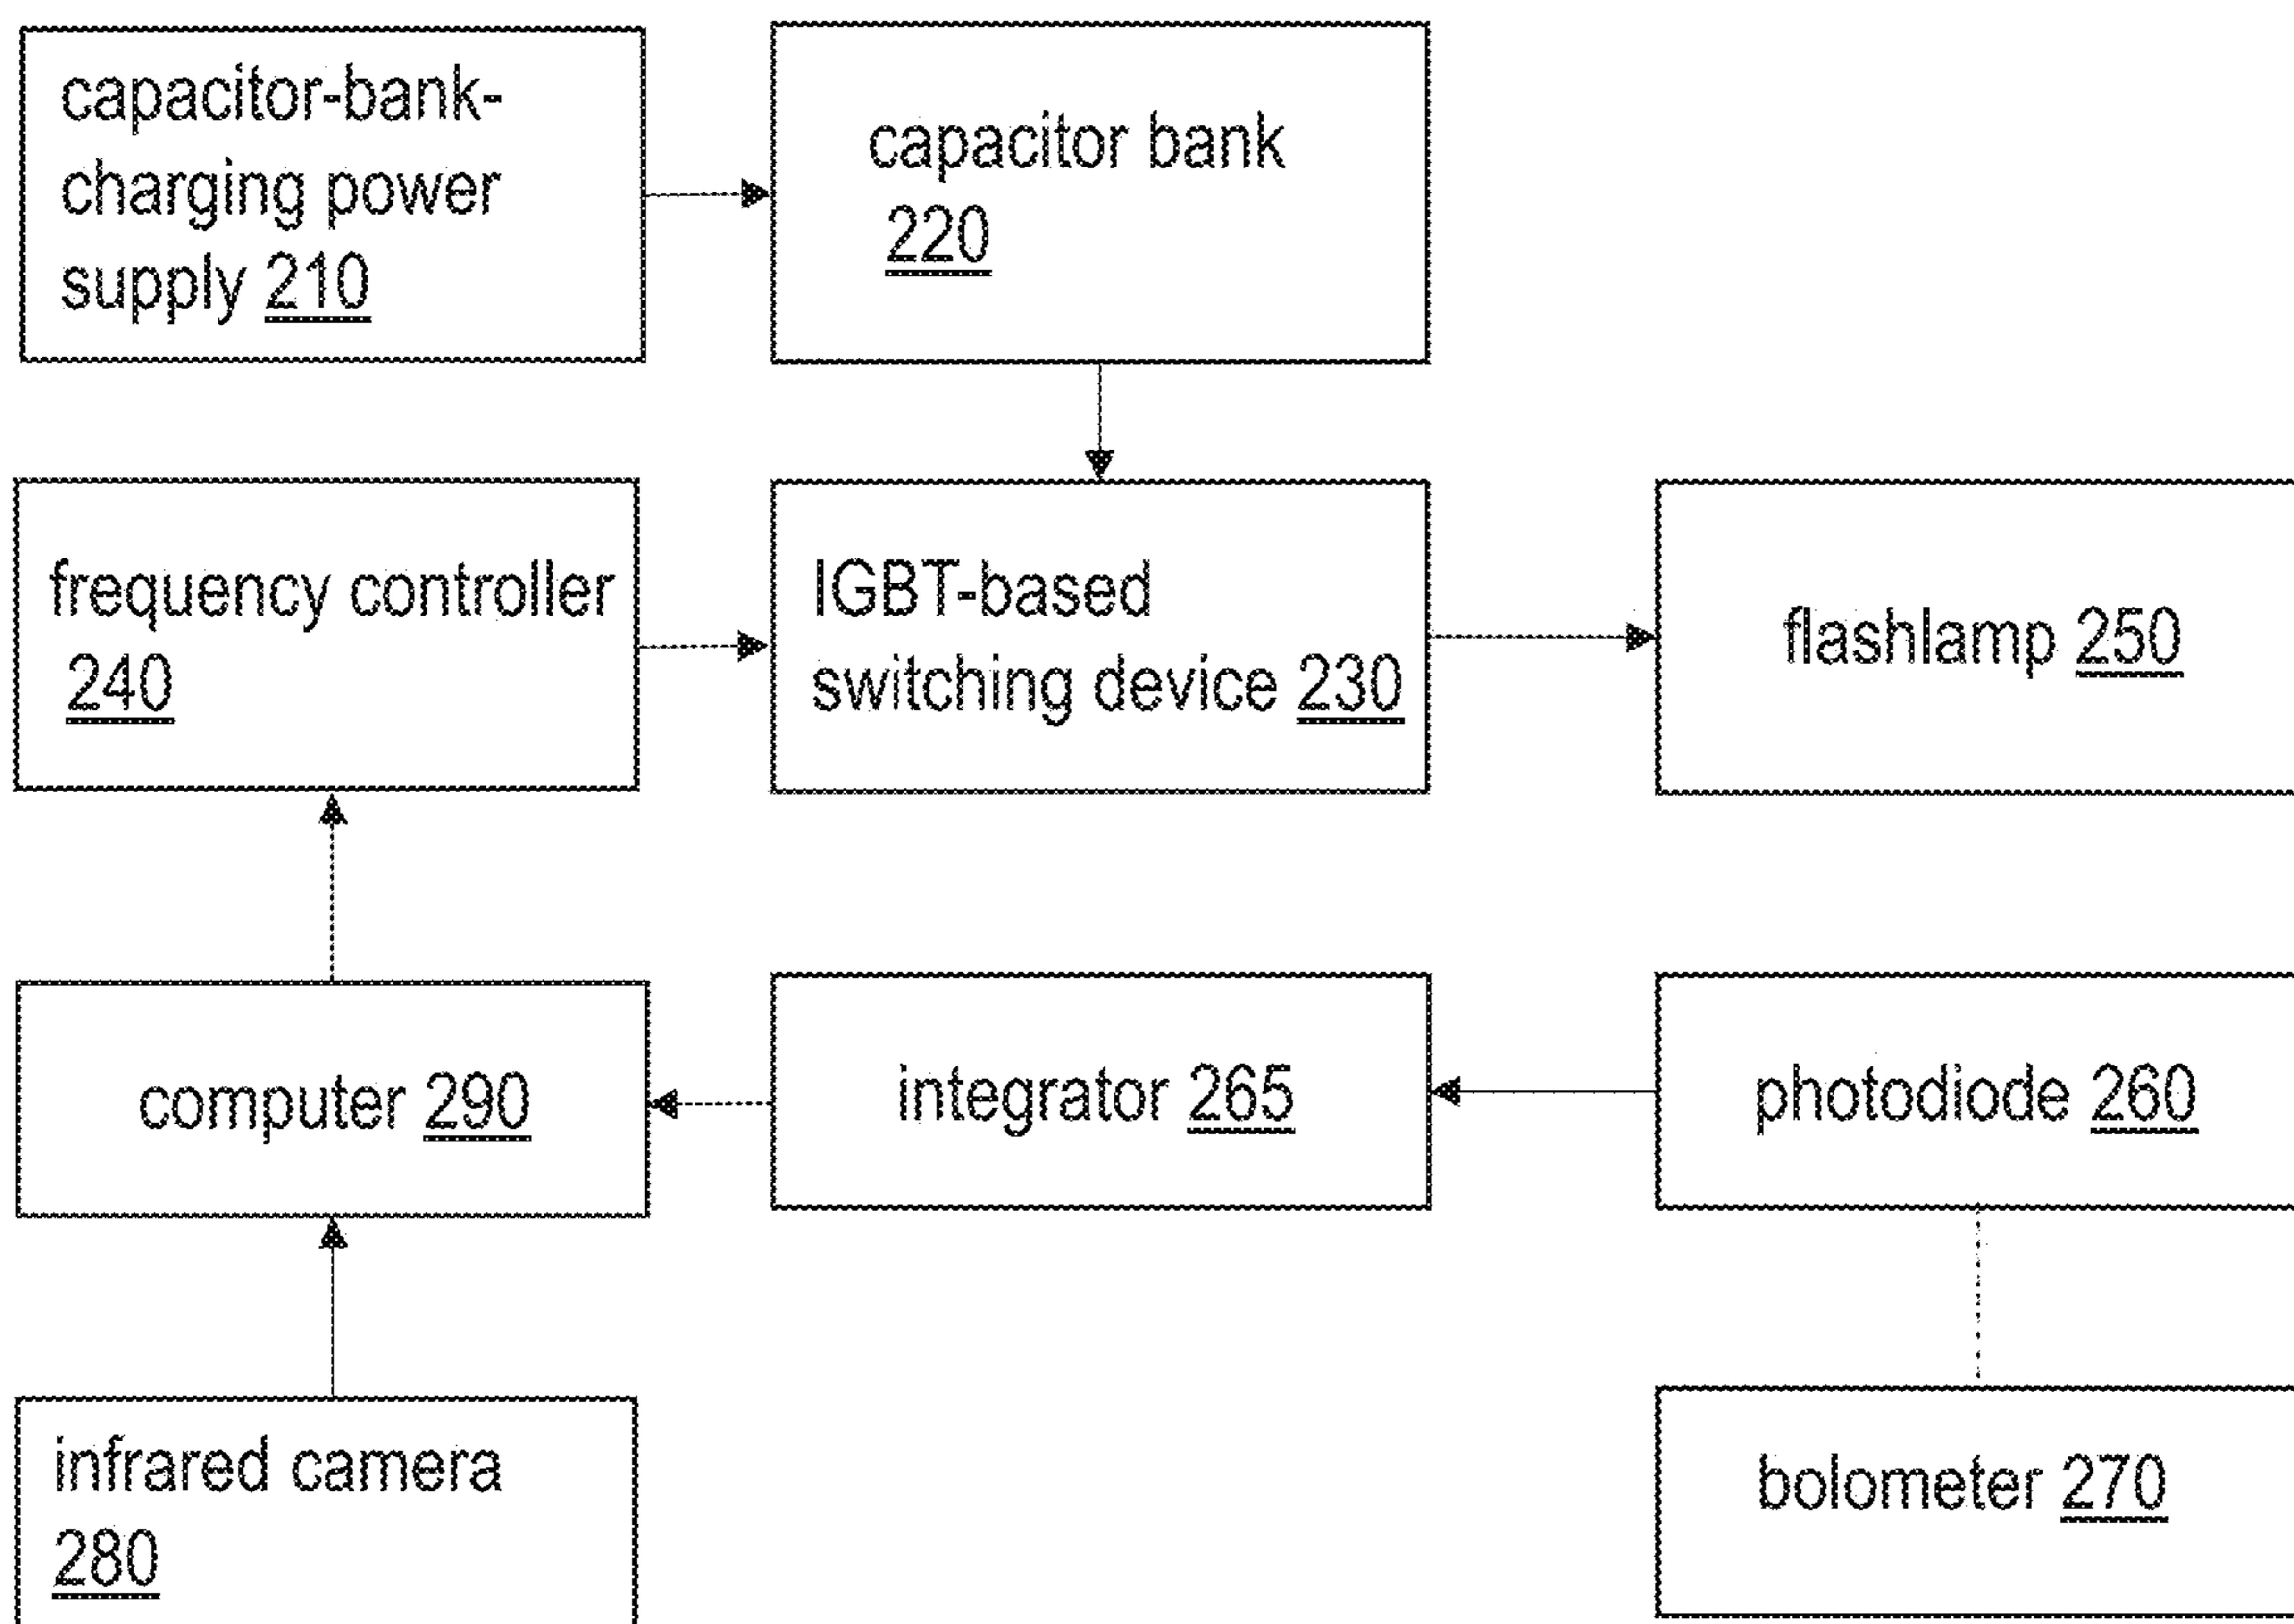 capacitor-bank-
charging power
supply 210
capacitor bank
220
frequency controller
240
IGBT-based
switching device 230
flashlamp 250
computer 290
integrator 265
photodiode 260
infrared camera
280
bolometer 270